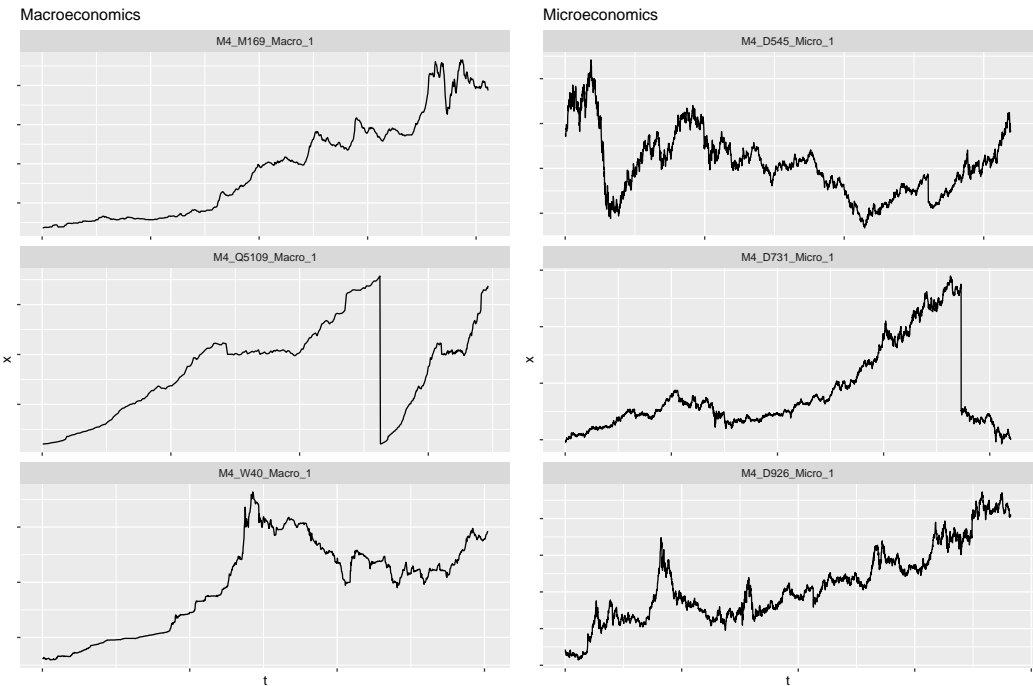 Macroeconomics
M4_M169_Macro_1
M4_Q5109_Macro_1
M4_W40_Macro_1
x
t
Microeconomics
M4_D545_Micro_1
M4_D731_Micro_1
M4_D926_Micro_1
x
t